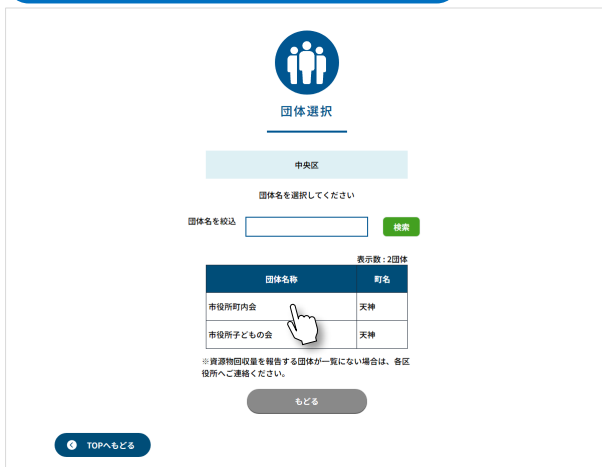 団体選択
中央区
団体名を選択してください
団体名を絞込 検索
表示数：2団体
団体名称 町名
市役所町内会 天神
市役所子どもの会 天神
※資源物回収量を報告する団体が一覧にない場合は、各区
役所へご連絡ください。
もどる
TOPへもどる